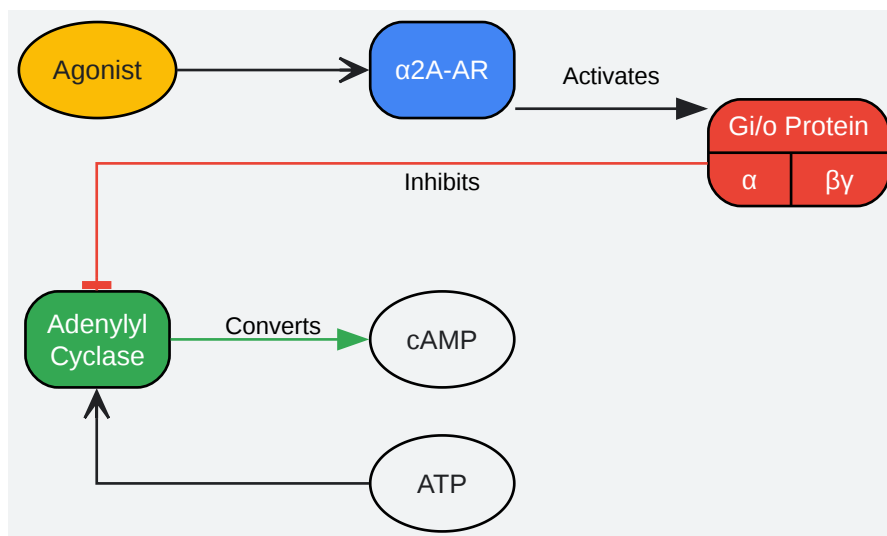 Agonist
α2A-AR
Activates
Gi/o Protein
α
βγ
Inhibits
Adenylyl
Cyclase
Converts
cAMP
ATP